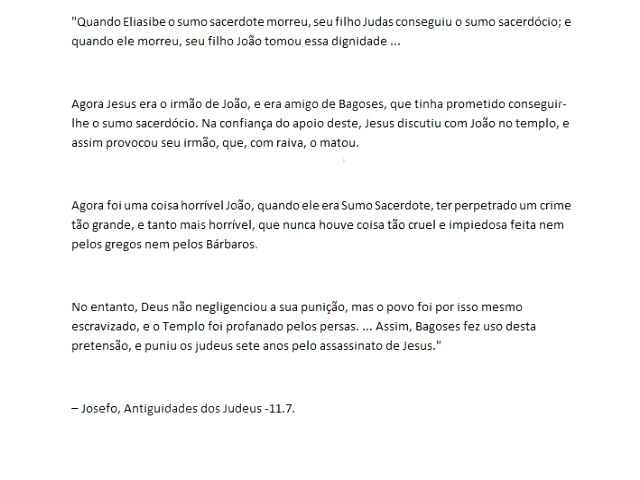 "Quando Eliasibe o sumo sacerdote morreu, seu filho Judas conseguiu o sumo sacerdócio; e
quando ele morreu, seu filho João tomou essa dignidade ...
Agora Jesus era o irmão de João, e era amigo de Bagoses, que tinha prometido conseguir-
lhe o sumo sacerdócio. Na confiança do apoio deste, Jesus discutiu com João no templo, e
assim provocou seu irmão, que, com raiva, o matou.
Agora foi uma coisa horrível João, quando ele era Sumo Sacerdote, ter perpetrado um crime
tão grande, e tanto mais horrível, que nunca houve coisa tão cruel e impiedosa feita nem
pelos gregos nem pelos Bárbaros.
No entanto, Deus não negligenciou a sua punição, mas o povo foi por isso mesmo
escravizado, e o Templo foi profanado pelos persas. ... Assim, Bagoses fez uso desta
pretensão, e puniu os judeus sete anos pelo assassinato de Jesus."
– Josefo, Antiguidades dos Judeus -11.7.